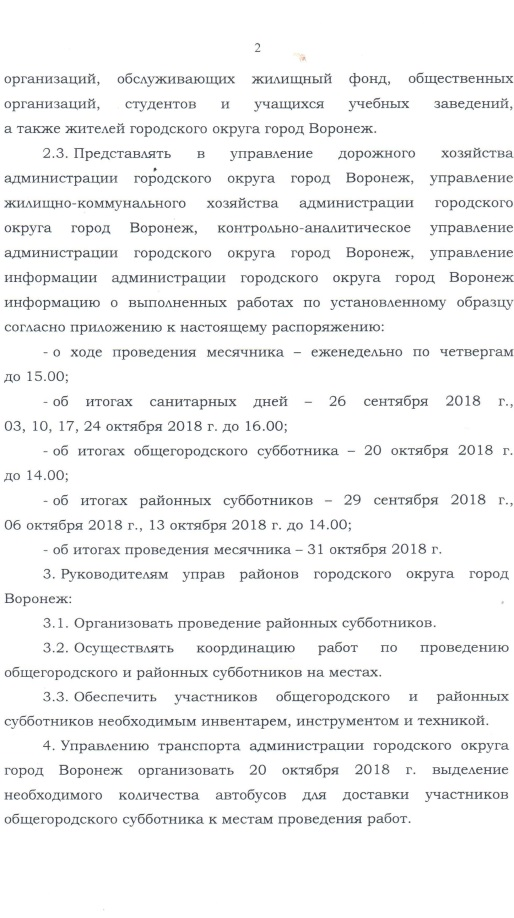 2
организаций, обслуживающих жилищный фонд, общественных
организаций, студентов и учащихся учебных заведений,
а также жителей городского округа город Воронеж.
2.3. Представлять в управление дорожного хозяйства
администрации городского округа город Воронеж, управление
жилищно-коммунального хозяйства администрации городского
округа город Воронеж, контрольно-аналитическое управление
администрации городского округа город Воронеж, управление
информации администрации городского округа город Воронеж
информацию о выполненных работах по установленному образцу
согласно приложению к настоящему распоряжению:
- о ходе проведения месячника – еженедельно по четвергам
до 15.00;
- об итогах санитарных дней – 26 сентября 2018 г.,
03, 10, 17, 24 октября 2018 г. до 16.00;
- об итогах общегородского субботника – 20 октября 2018 г.
до 14.00;
- об итогах районных субботников – 29 сентября 2018 г.,
06 октября 2018 г., 13 октября 2018 г. до 14.00;
- об итогах проведения месячника – 31 октября 2018 г.
3. Руководителям управ районов городского округа город
Воронеж:
3.1. Организовать проведение районных субботников.
3.2. Осуществлять координацию работ по проведению
общегородского и районных субботников на местах.
3.3. Обеспечить участников общегородского и районных
субботников необходимым инвентарем, инструментом и техникой.
4. Управлению транспорта администрации городского округа
город Воронеж организовать 20 октября 2018 г. выделение
необходимого количества автобусов для доставки участников
общегородского субботника к местам проведения работ.